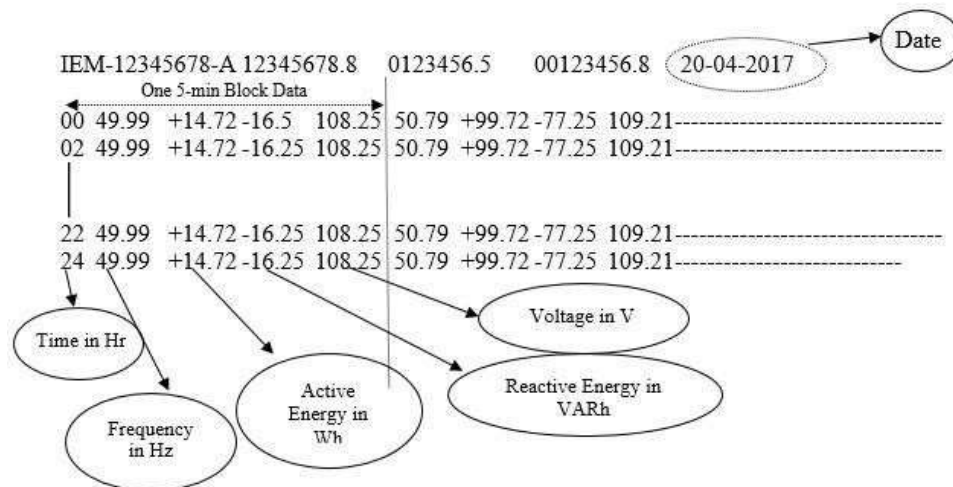 Date
IEM-12345678-A 12345678.8 0123456.5 00123456.8 20-04-2017
One 5-min Block Data
00 49.99 +14.72 -16.5 108.25 50.79 +99.72 -77.25 109.21--------------------------------
02 49.99 +14.72 -16.25 108.25 50.79 +99.72 -77.25 109.21--------------------------------
22 49.99 +14.72 -16.25 108.25 50.79 +99.72 -77.25 109.21--------------------------------
24 49.99 +14.72 -16.25 108.25 50.79 +99.72 -77.25 109.21---------------------------
Voltage in V
Time in Hr
Reactive Energy in
VARh
Active
Energy in
Wh
Frequency
in Hz